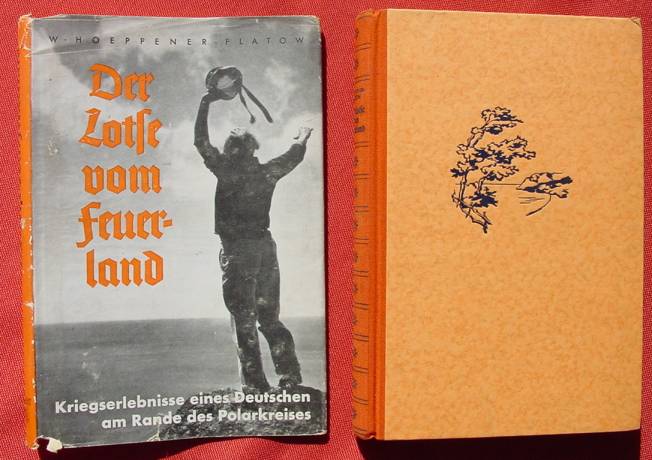 W·HOEPPENER-FLATOW
Der
Lotse
vom
Feuer-
land
Kriegserlebnisse eines Deutschen
am Rande des Polarkreises